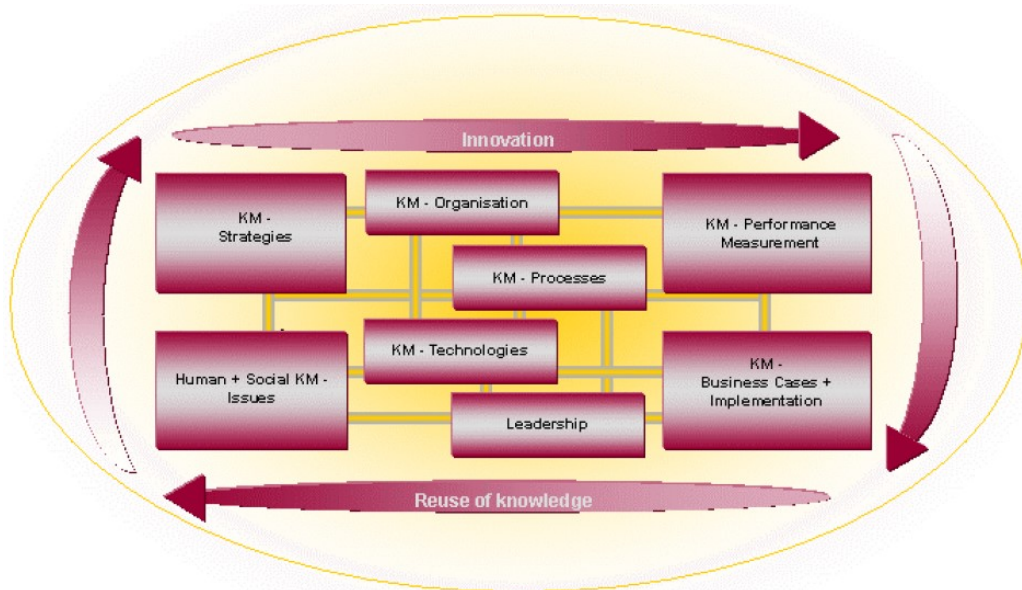 Innovation
KM -
Strategies
KM - Organisation
KM - Performance
Measurement
KM - Processes
KM - Technologies
Human + Social KM -
Issues
KM -
Business Cases +
Implementation
Leadership
Reuse of knowledge